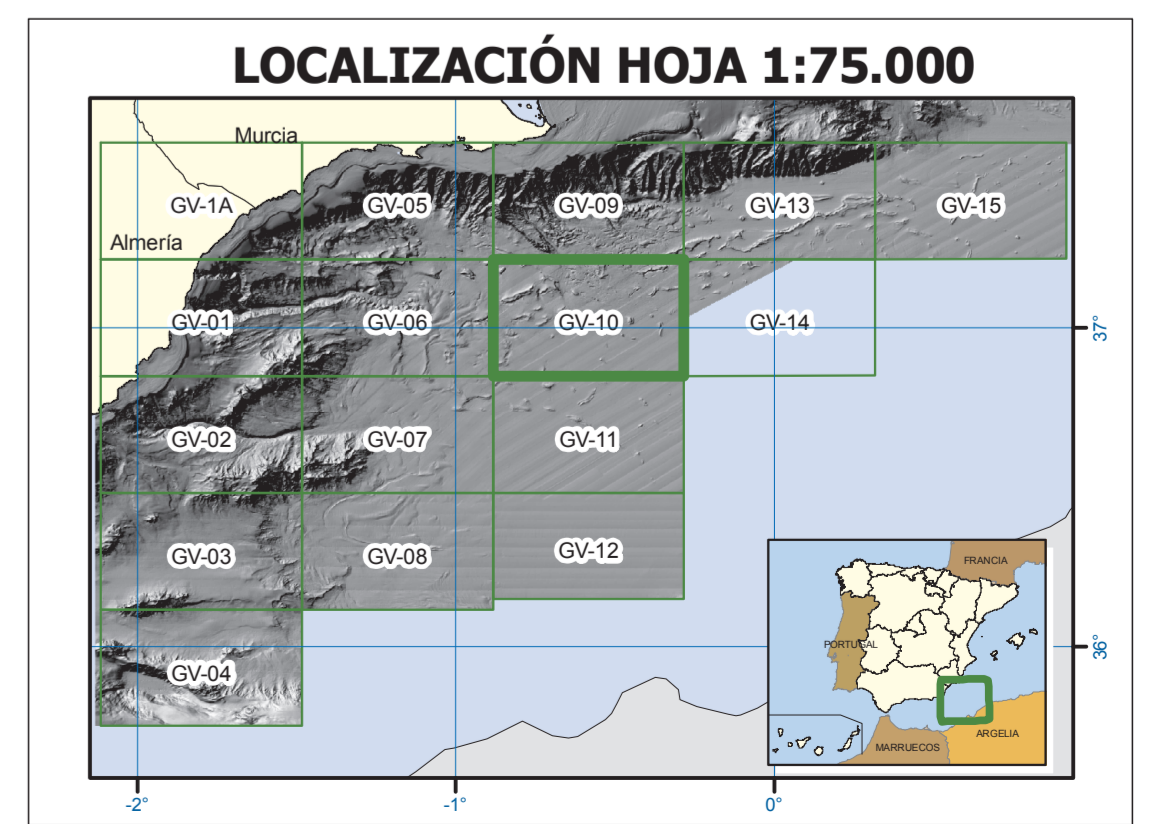 LOCALIZACIÓN HOJA 1:75.000
Murcia
GV-1A
GV-05
GV-09
GV-13
GV-15
Almería
GV-01
GV-06
GV-10
GV-14
37°
GV-02
GV-07
GV-11
GV-03
GV-08
GV-12
FRANCIA
PORTUGAL
36°
GV-04
ARGELIA
MARRUECOS
-2°
-1°
0°